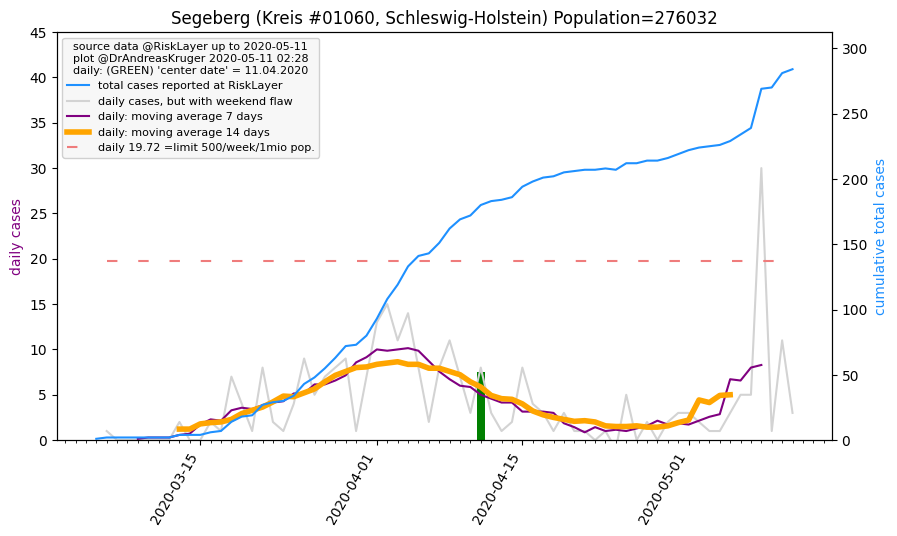 Segeberg (Kreis #01060, Schleswig-Holstein) Population=276032
source data @RiskLayer up to 2020-05-11
plot @DrAndreasKruger 2020-05-11 02:28
daily: (GREEN) 'center date' = 11.04.2020
total cases reported at RiskLayer
daily cases, but with weekend flaw
daily: moving average 7 days
daily: moving average 14 days
daily 19.72 =limit 500/week/1mio pop.
daily cases
45
40
35
30
25
20
15
10
5
0
300
250
200
150
100
50
0
cumulative total cases
2020-03-15
2020-04-01
2020-04-15
2020-05-01